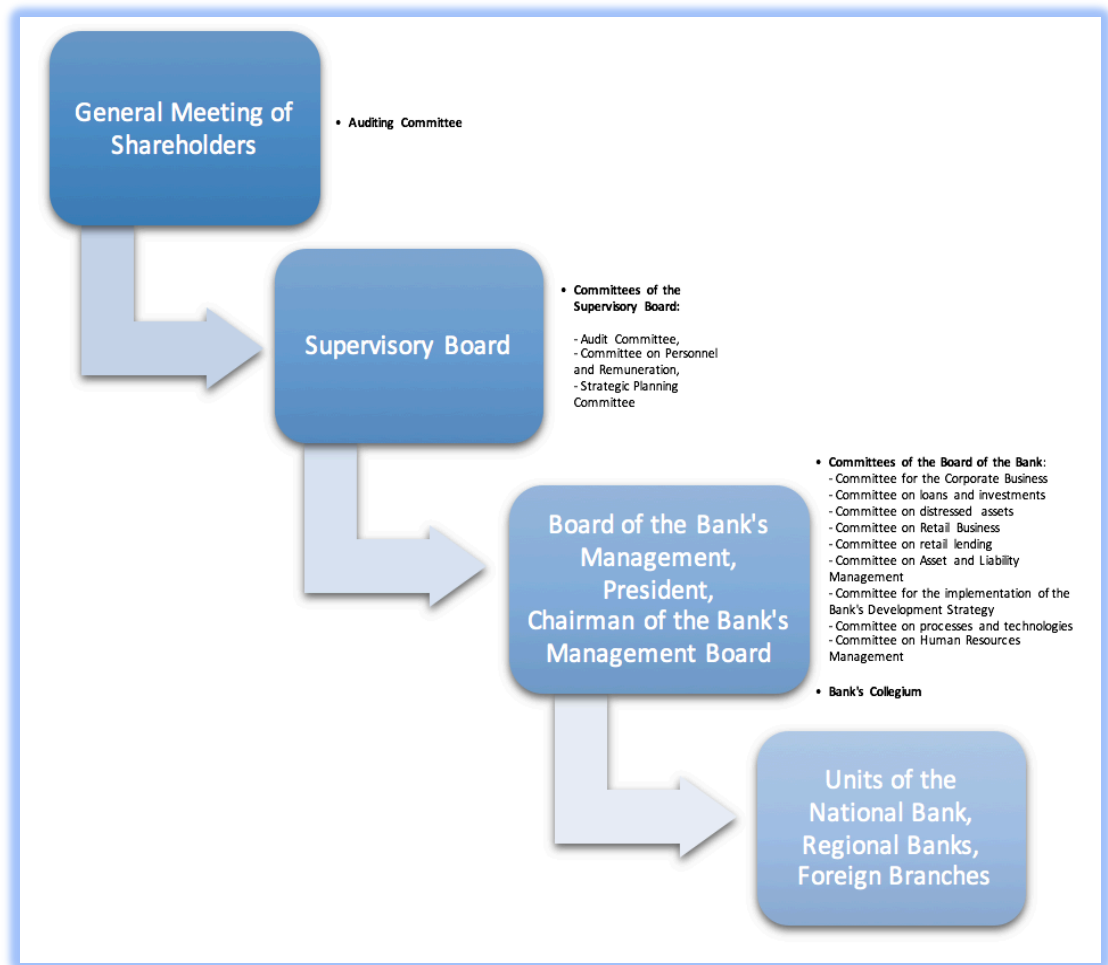 General Meeting of
Shareholders
• Auditing Committee
Supervisory Board
• Committees of the
Supervisory Board:
- Audit Committee,
- Committee on Personnel
and Remuneration,
- Strategic Planning
Committee
Board of the Bank's
Management,
President,
Chairman of the Bank's
Management Board
• Committees of the Board of the Bank:
- Committee for the Corporate Business
- Committee on loans and investments
- Committee on distressed assets
- Committee on Retail Business
- Committee on retail lending
- Committee on Asset and Liability
Management
- Committee for the implementation of the
Bank's Development Strategy
- Committee on processes and technologies
- Committee on Human Resources
Management
• Bank's Collegium
Units of the
National Bank,
Regional Banks,
Foreign Branches